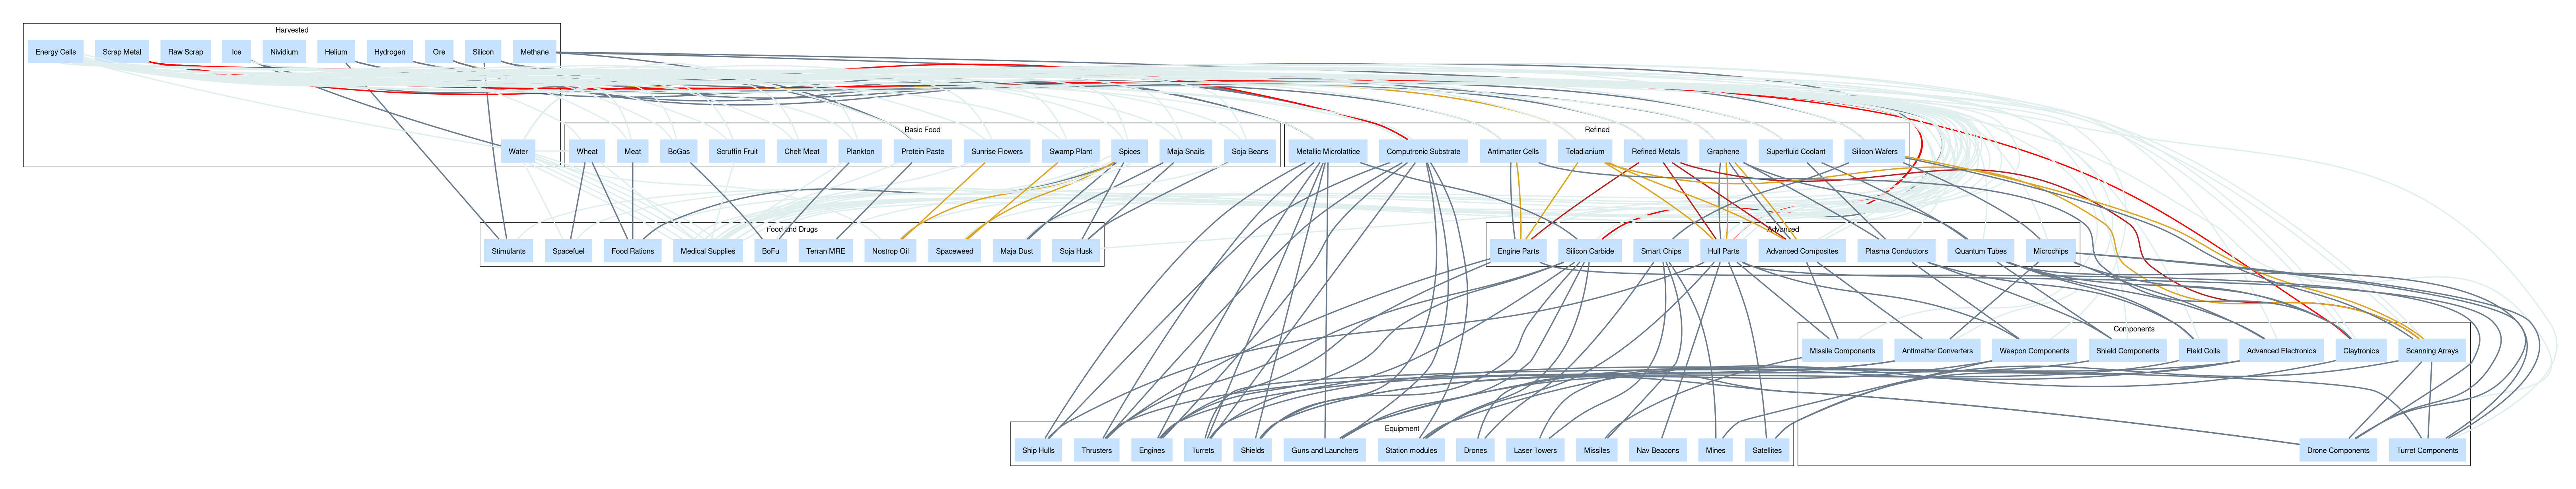 Harvested
Energy Cells
Scrap Metal
Raw Scrap
Ice
Nividium
Helium
Hydrogen
Ore
Silicon
Methane
Basic Food
Refined
Water
Wheat
Meat
BoGas
Scruffin Fruit
Chelt Meat
Plankton
Protein Paste
Sunrise Flowers
Swamp Plant
Spices
Maja Snails
Soja Beans
Metallic Microlattice
Computronic Substrate
Antimatter Cells
Teladianium
Refined Metals
Graphene
Superfluid Coolant
Silicon Wafers
Food and Drugs
Advanced
Stimulants
Spacefuel
Food Rations
Medical Supplies
BoFu
Terran MRE
Nostrop Oil
Spaceweed
Maja Dust
Soja Husk
Engine Parts
Silicon Carbide
Smart Chips
Hull Parts
Advanced Composites
Plasma Conductors
Quantum Tubes
Microchips
Components
Missile Components
Antimatter Converters
Weapon Components
Shield Components
Field Coils
Advanced Electronics
Claytronics
Scanning Arrays
Equipment
Ship Hulls
Thrusters
Engines
Turrets
Shields
Guns and Launchers
Station modules
Drones
Laser Towers
Missiles
Nav Beacons
Mines
Satellites
Drone Components
Turret Components